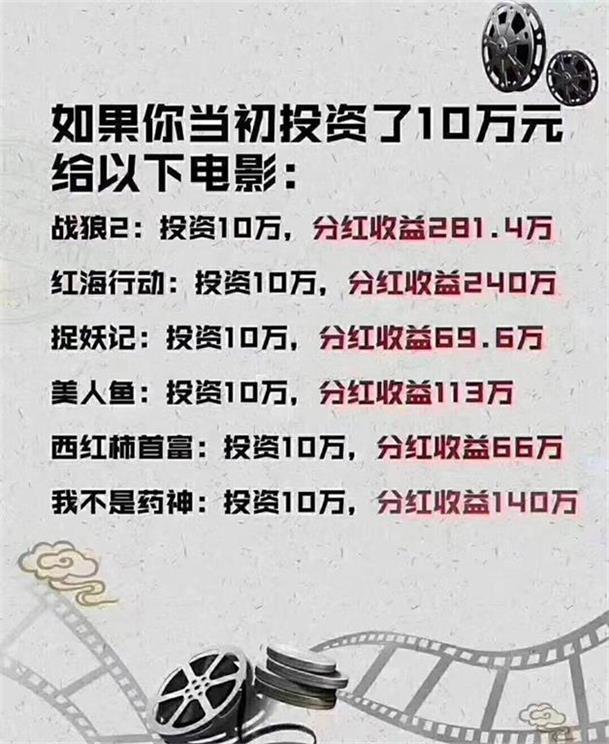 如果你当初投资了10万元
给以下电影：
战狼2：投资10万，分红收益281.4万
红海行动：投资10万，分红收益240万
捉妖记：投资10万，分红收益69.6万
美人鱼：投资10万，分红收益113万
西红柿首富：投资10万，分红收益66万
我不是药神：投资10万，分红收益140万